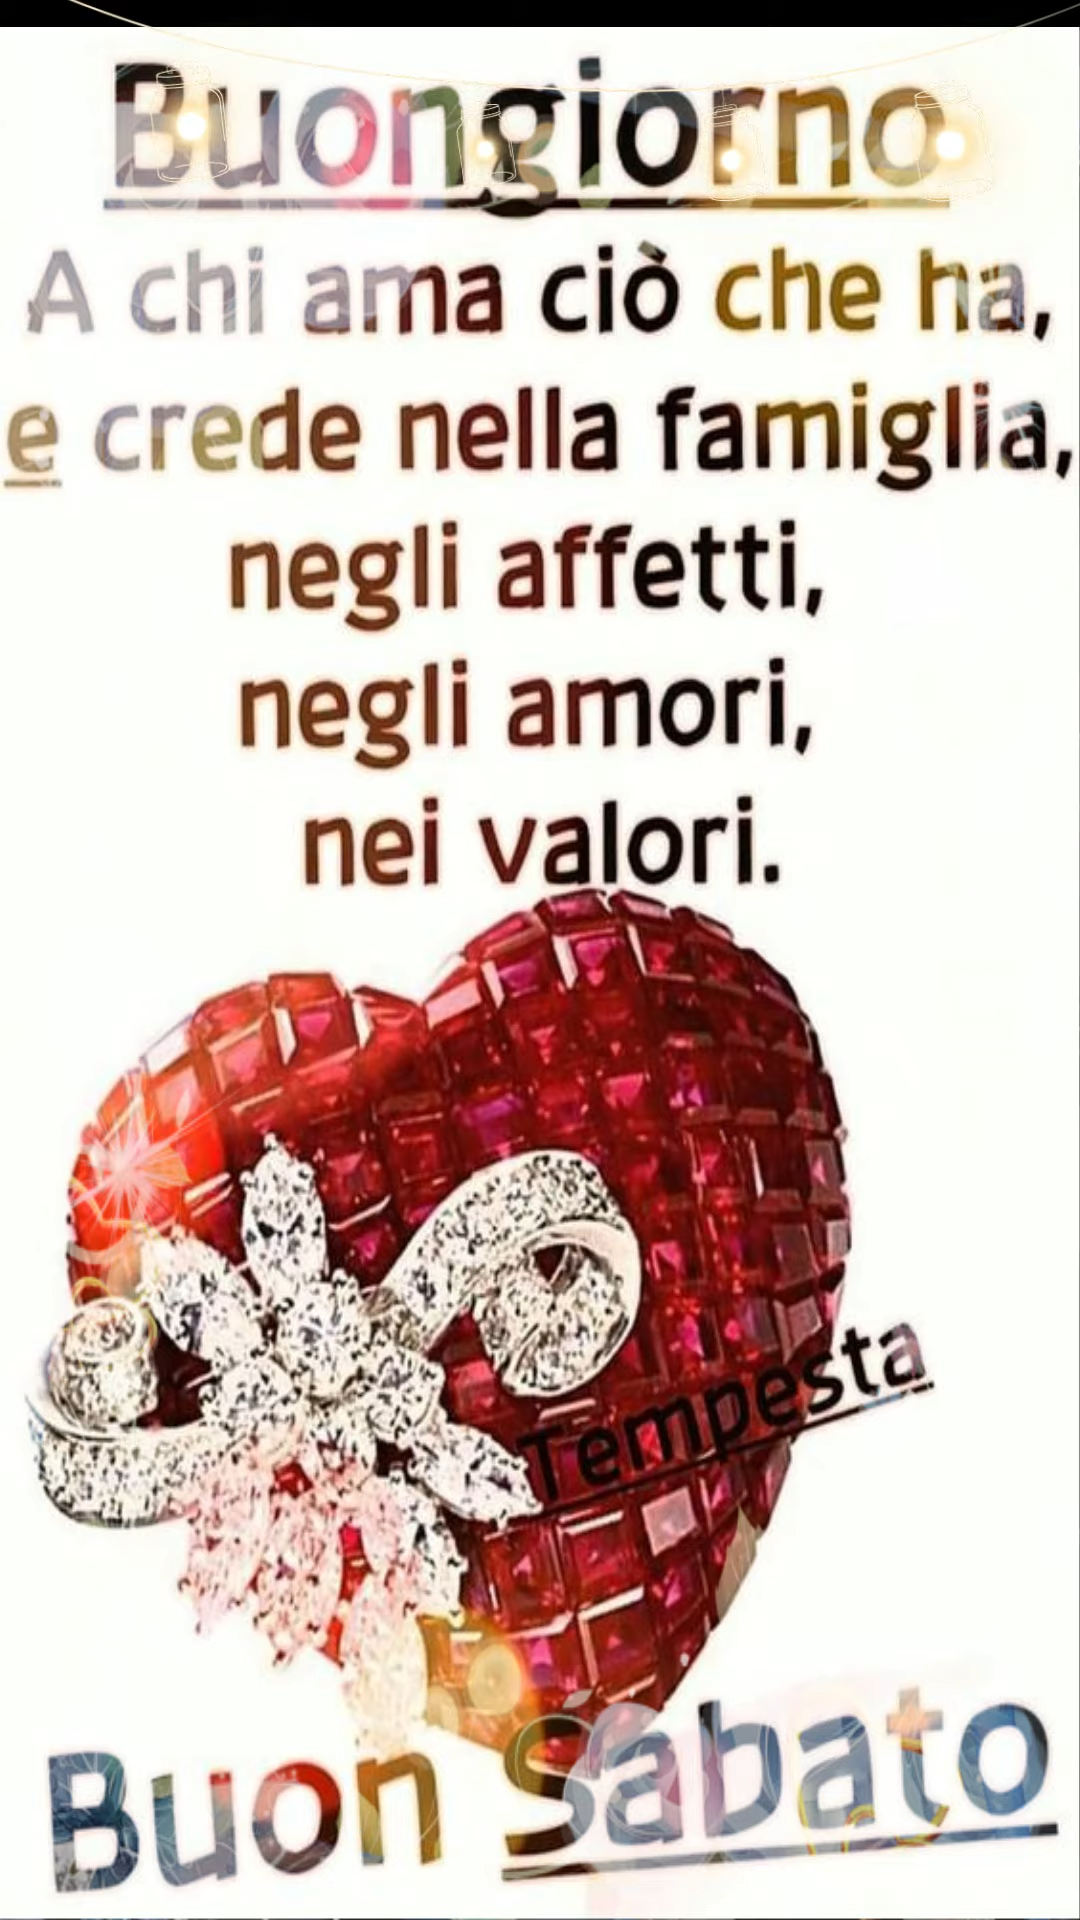 Buongiorno
A chi ama ciò che ha,
e crede nella famiglia,
negli affetti,
negli amori,
nei valori.
Tempesta
Buon Sabato